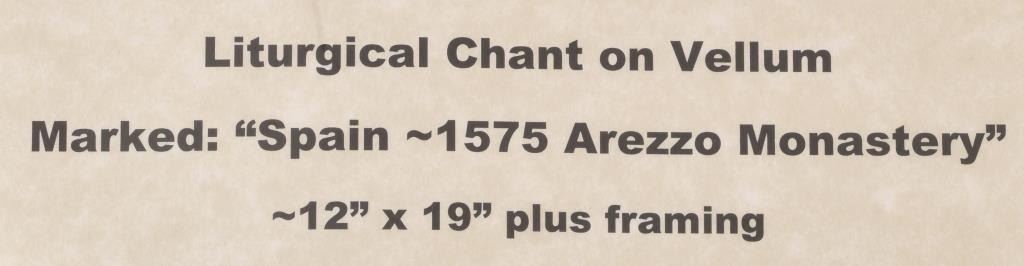 Liturgical Chant on Vellum
Marked: “Spain ~1575 Arezzo Monastery”
~12” x 19” plus framing